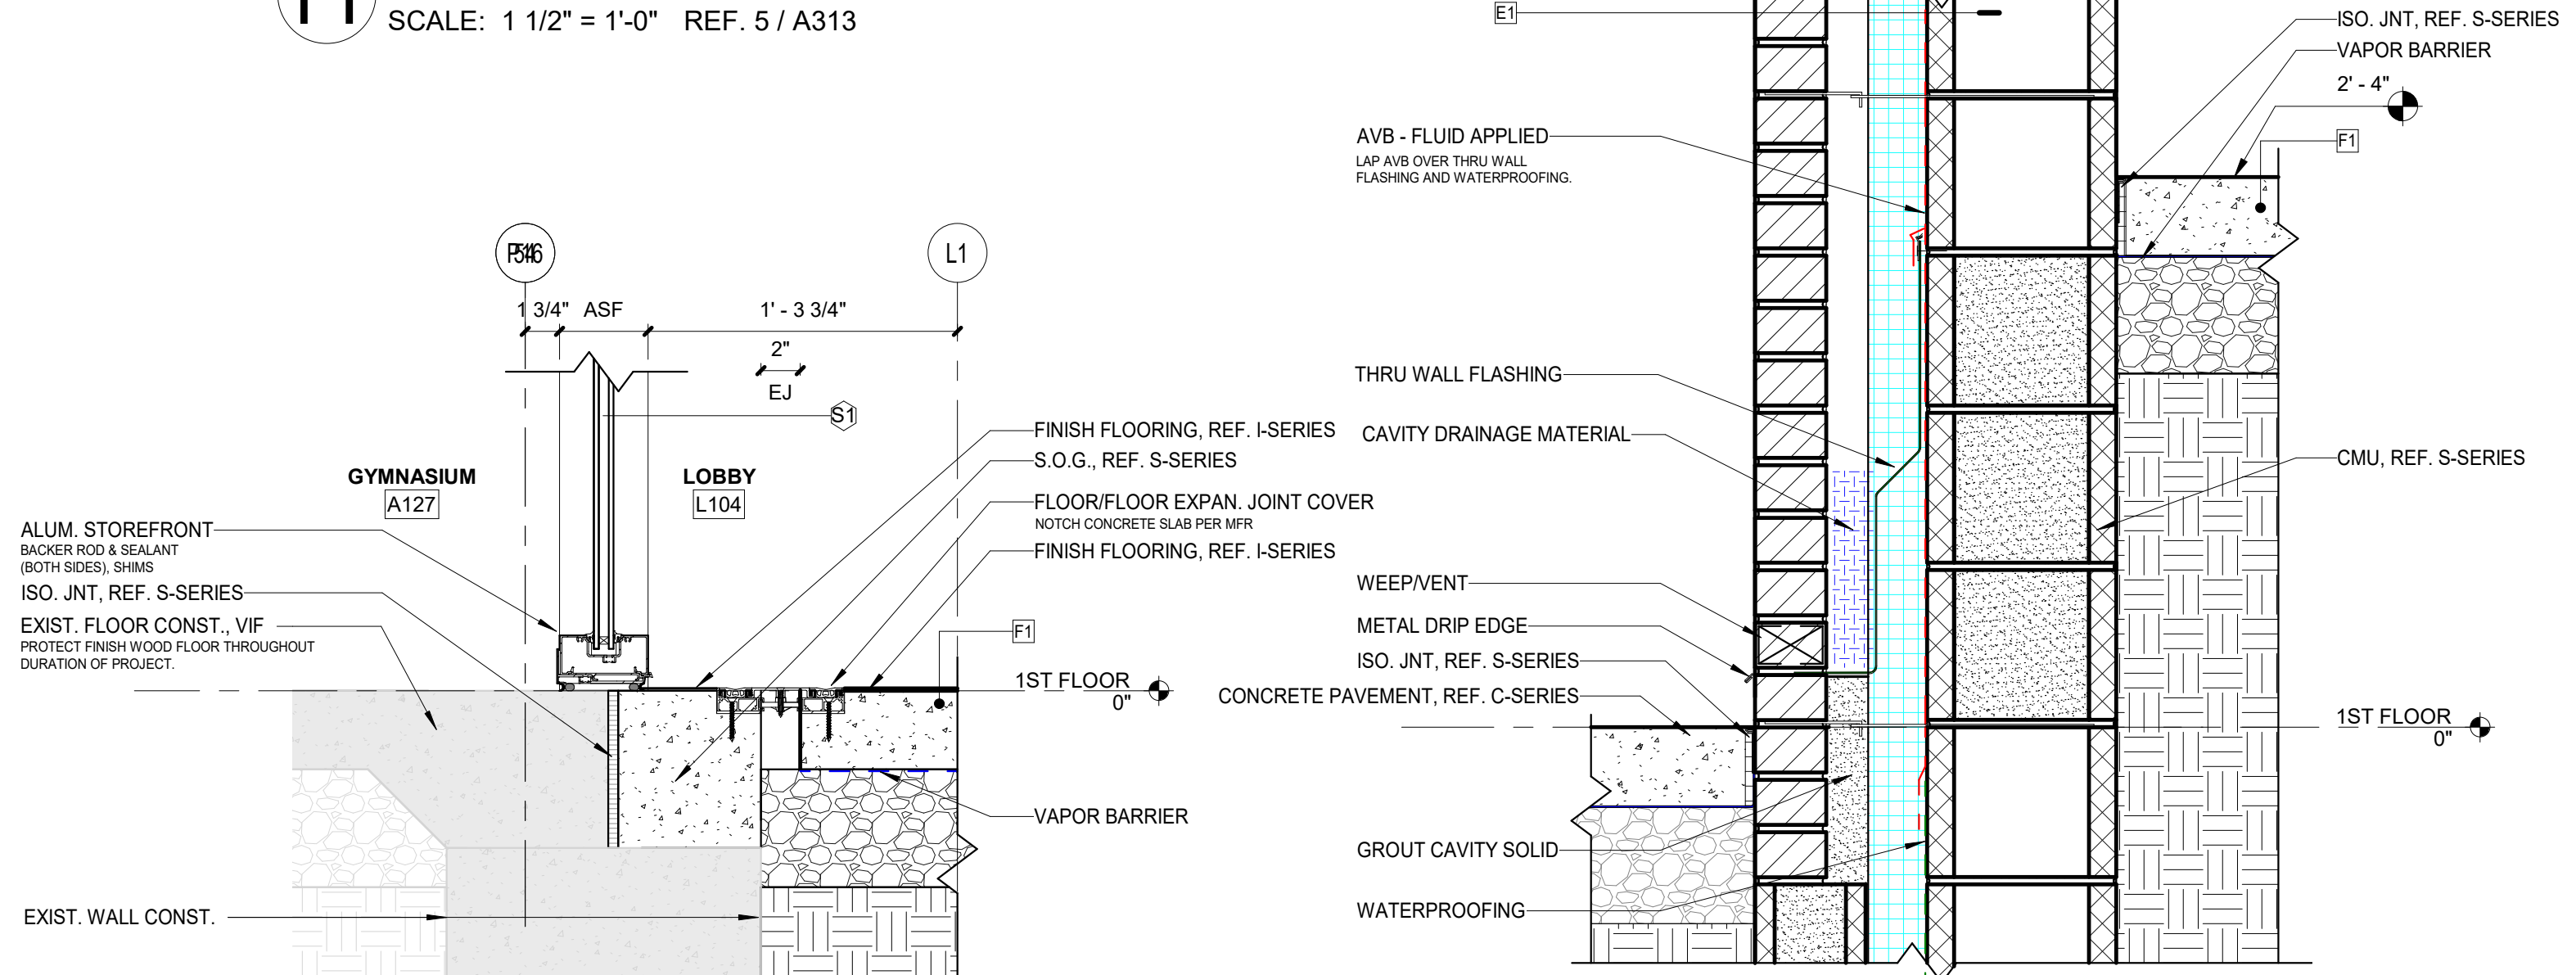 SCALE: 1 1/2" = 1'-0" REF. 5 / A313
L1
1 3/4" ASF 1' - 3 3/4"
2"
EJ
S1
GYMNASIUM
A127
LOBBY
L104
ALUM. STOREFRONT
BACKER ROD & SEALANT
(BOTH SIDES), SHIMS
ISO. JNT, REF. S-SERIES
EXIST. FLOOR CONST., VIF
PROTECT FINISH WOOD FLOOR THROUGHOUT
DURATION OF PROJECT.
EXIST. WALL CONST.
FINISH FLOORING, REF. I-SERIES
S.O.G., REF. S-SERIES
FLOOR/FLOOR EXPAN. JOINT COVER
NOTCH CONCRETE SLAB PER MFR
FINISH FLOORING, REF. I-SERIES
F1
1ST FLOOR
0"
VAPOR BARRIER
E1
AVB - FLUID APPLIED
LAP AVB OVER THRU WALL
FLASHING AND WATERPROOFING.
THRU WALL FLASHING
CAVITY DRAINAGE MATERIAL
WEEP/VENT
METAL DRIP EDGE
ISO. JNT, REF. S-SERIES
CONCRETE PAVEMENT, REF. C-SERIES
GROUT CAVITY SOLID
WATERPROOFING
ISO. JNT, REF. S-SERIES
VAPOR BARRIER
2' - 4"
F1
CMU, REF. S-SERIES
1ST FLOOR
0"